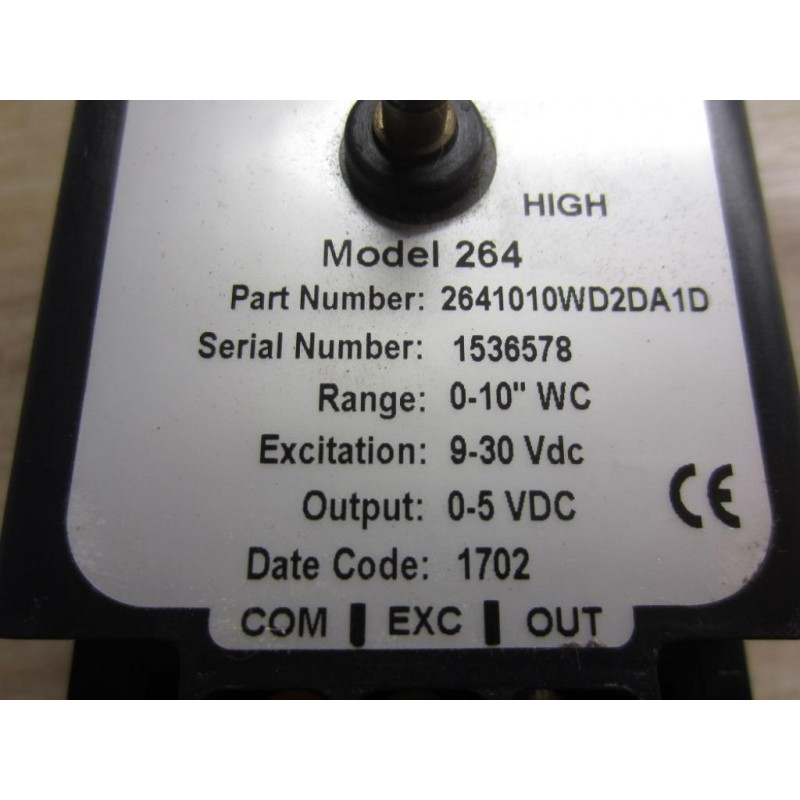 HIGH
Model 264
Part Number: 2641010WD2DA1D
Serial Number: 1536578
Range: 0-10" WC
Excitation: 9-30 Vdc
Output: 0-5 VDC
CE
Date Code: 1702
COM EXC OUT